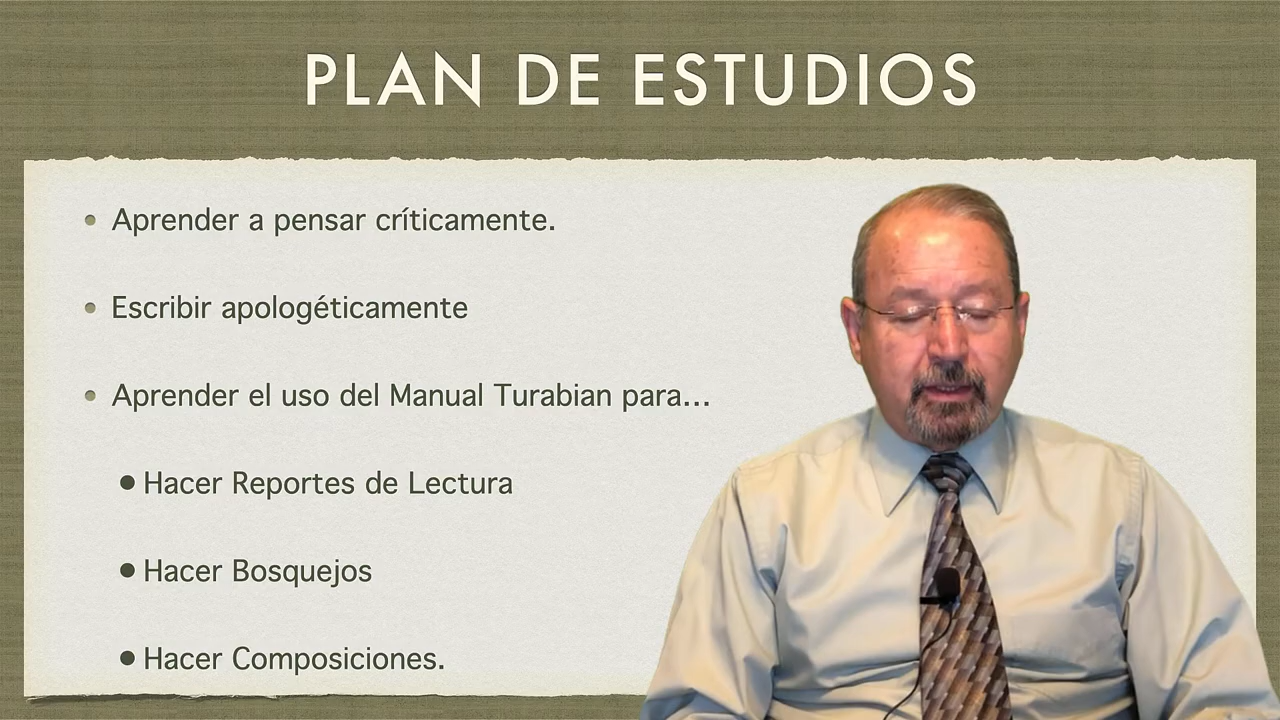 PLAN DE ESTUDIOS
• Aprender a pensar críticamente.
• Escribir apologéticamente
• Aprender el uso del Manual Turabian para...
• Hacer Reportes de Lectura
• Hacer Bosquejos
• Hacer Composiciones.